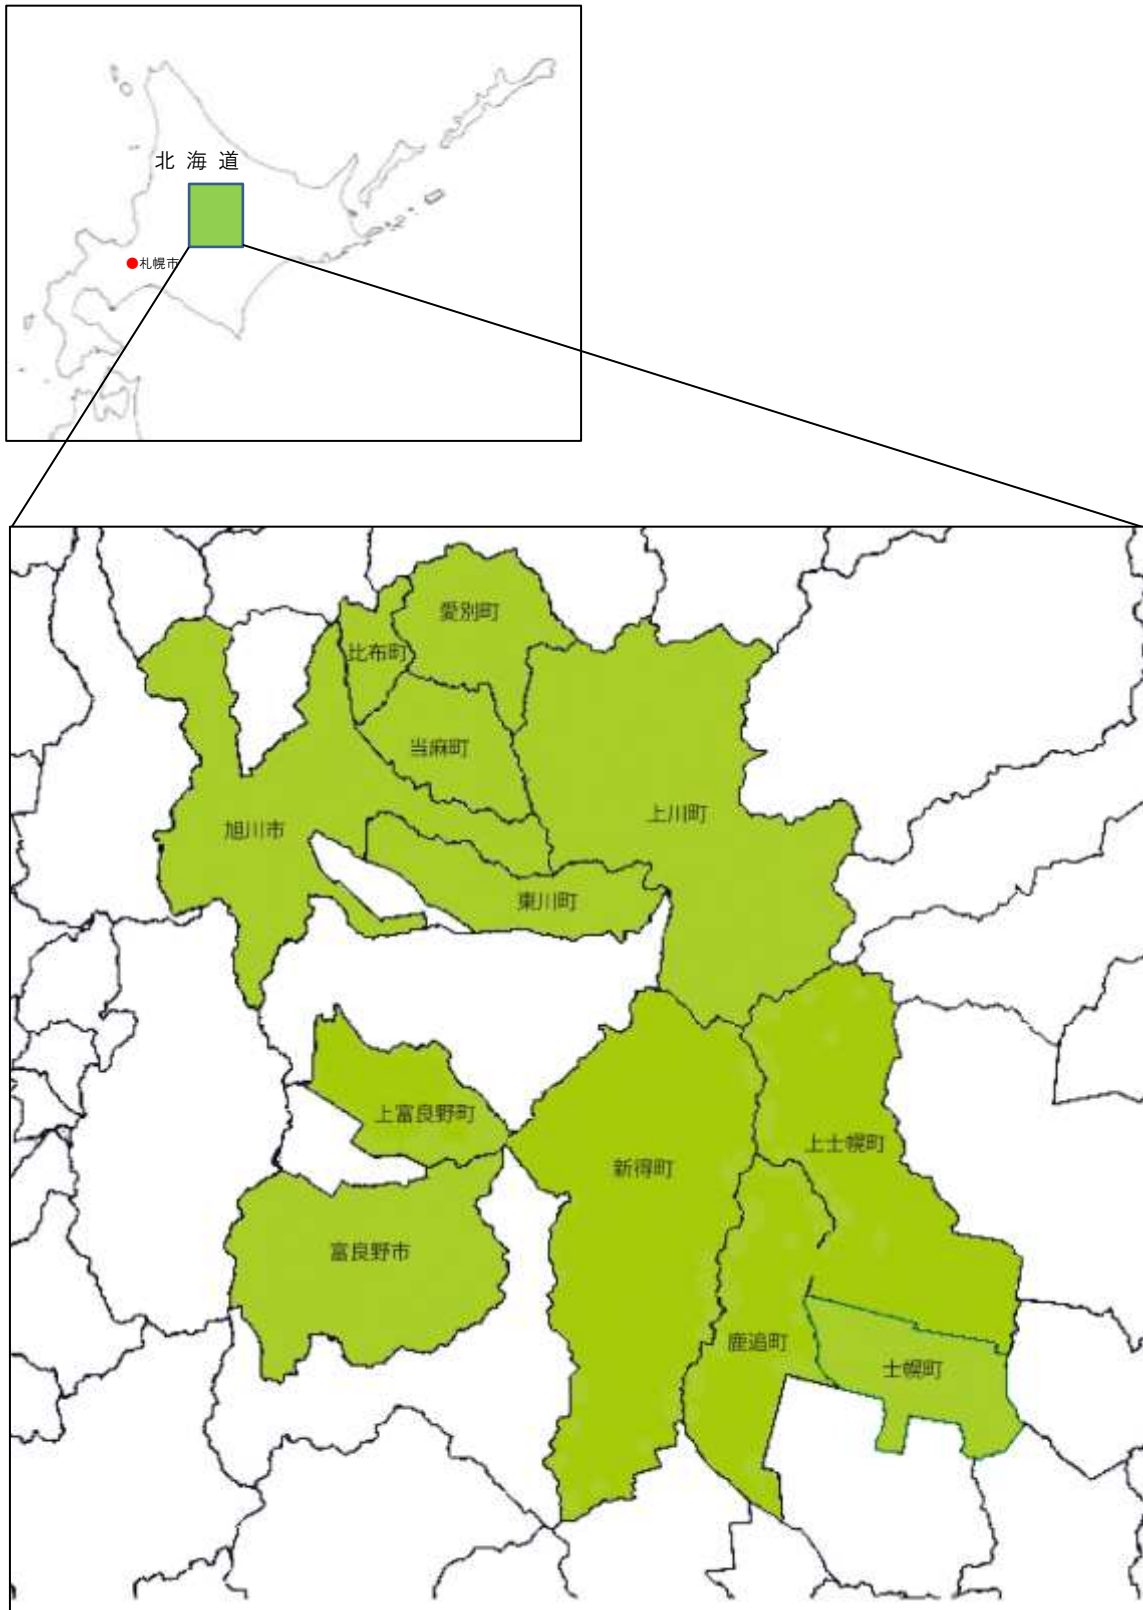 北海道
札幌市
愛別町
比布町
当麻町
上川町
旭川市
東川町
上富良野町
上士幌町
新得町
富良野市
鹿追町
士幌町